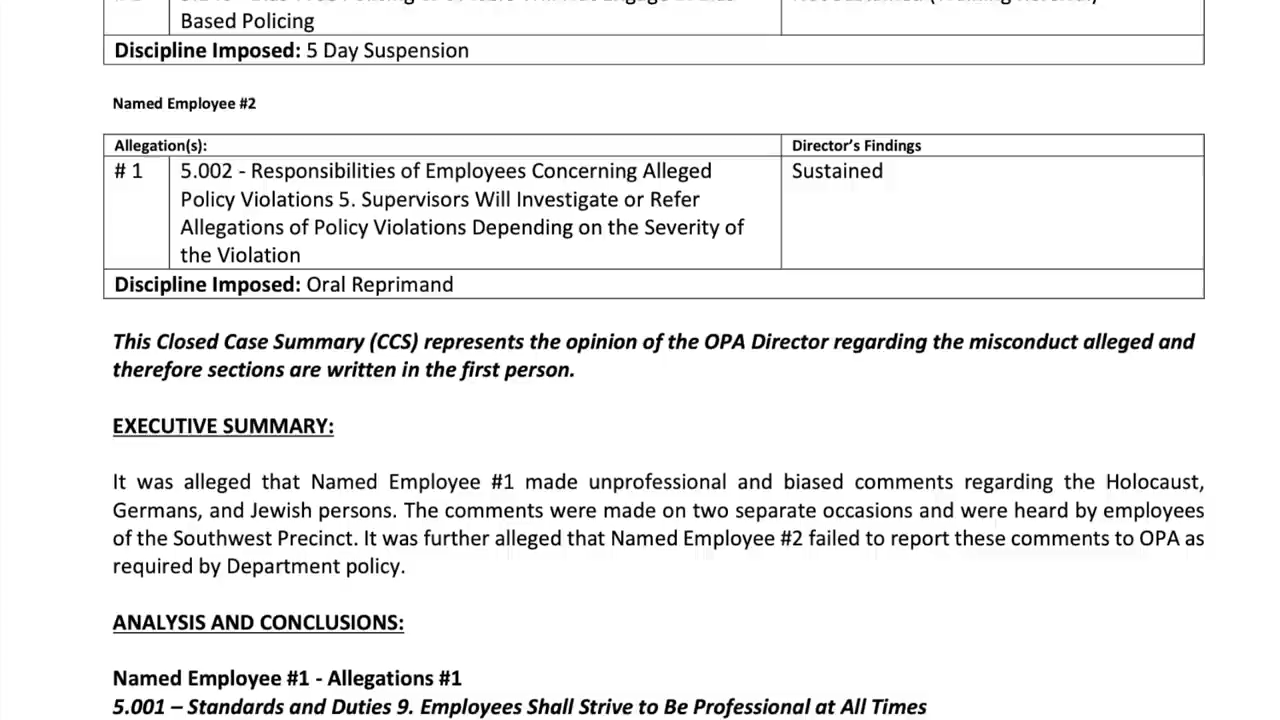 Based Policing
Discipline Imposed: 5 Day Suspension
Named Employee #2
Allegation(s):
Director's Findings
# 1
5.002 - Responsibilities of Employees Concerning Alleged
Policy Violations 5. Supervisors Will Investigate or Refer
Allegations of Policy Violations Depending on the Severity of
the Violation
Sustained
Discipline Imposed: Oral Reprimand
This Closed Case Summary (CCS) represents the opinion of the OPA Director regarding the misconduct alleged and
therefore sections are written in the first person.
EXECUTIVE SUMMARY:
It was alleged that Named Employee #1 made unprofessional and biased comments regarding the Holocaust,
Germans, and Jewish persons. The comments were made on two separate occasions and were heard by employees
of the Southwest Precinct. It was further alleged that Named Employee #2 failed to report these comments to OPA as
required by Department policy.
ANALYSIS AND CONCLUSIONS:
Named Employee #1 - Allegations #1
5.001 – Standards and Duties 9. Employees Shall Strive to Be Professional at All Times